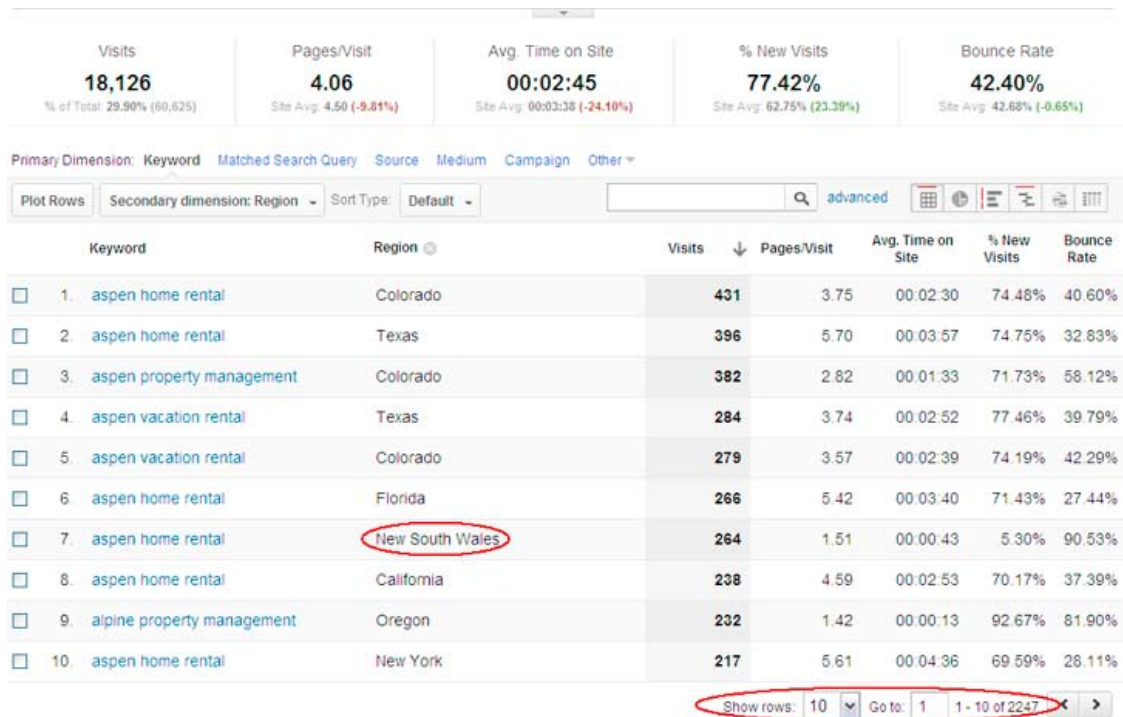 Visits Pages/Visit Avg. Time on Site % New Visits Bounce Rate
18,126 4.06 00:02:45 77.42% 42.40%
% of Total: 29.90% (60,625) Site Avg: 4.50 (-9.81%) Site Avg: 00:03:38 (-24.10%) Site Avg: 62.75% (23.39%) Site Avg: 42.68% (-0.65%)
Primary Dimension: Keyword Matched Search Query Source Medium Campaign Other
Plot Rows Secondary dimension: Region Sort Type: Default advanced
Keyword Region Visits Pages/Visit Avg. Time on Site % New Visits Bounce Rate
1. aspen home rental Colorado 431 3.75 00:02:30 74.48% 40.60%
2. aspen home rental Texas 396 5.70 00:03:57 74.75% 32.83%
3. aspen property management Colorado 382 2.82 00:01:33 71.73% 58.12%
4. aspen vacation rental Texas 284 3.74 00:02:52 77.46% 39.79%
5. aspen vacation rental Colorado 279 3.57 00:02:39 74.19% 42.29%
6. aspen home rental Florida 266 5.42 00:03:40 71.43% 27.44%
7. aspen home rental New South Wales 264 1.51 00:00:43 5.30% 90.53%
8. aspen home rental California 238 4.59 00:02:53 70.17% 37.39%
9. alpine property management Oregon 232 1.42 00:00:13 92.67% 81.90%
10. aspen home rental New York 217 5.61 00:04:36 69.59% 28.11%
Show rows: 10 Go to: 1 1 - 10 of 2247